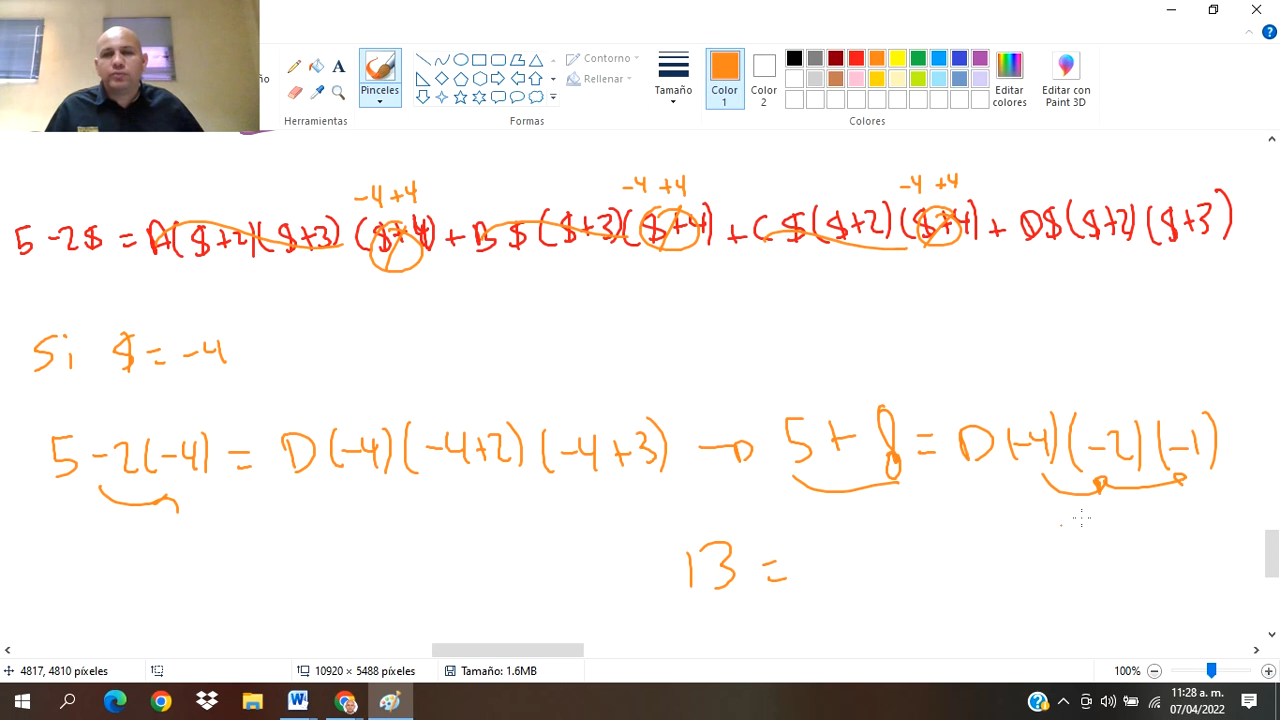 Contorno
Rellenar
Pinceles
Tamaño
Color 1
Color 2
Editar colores
Editar con Paint 3D
Herramientas
Formas
Colores
-4 +4 -4 +4 -4 +4
5 -2$ = A($+2)($+3)($+4) + B$($+3)($+4) + C$($+2)($+4) + D$($+2)($+3)
Si $ = -4
5 -2(-4) = D(-4)(-4+2)(-4+3) → 5 + 8 = D(-4)(-2)(-1)
13 =
4817, 4810 píxeles
10920 × 5488 píxeles
Tamaño: 1.6MB
100%
11:28 a. m.
07/04/2022